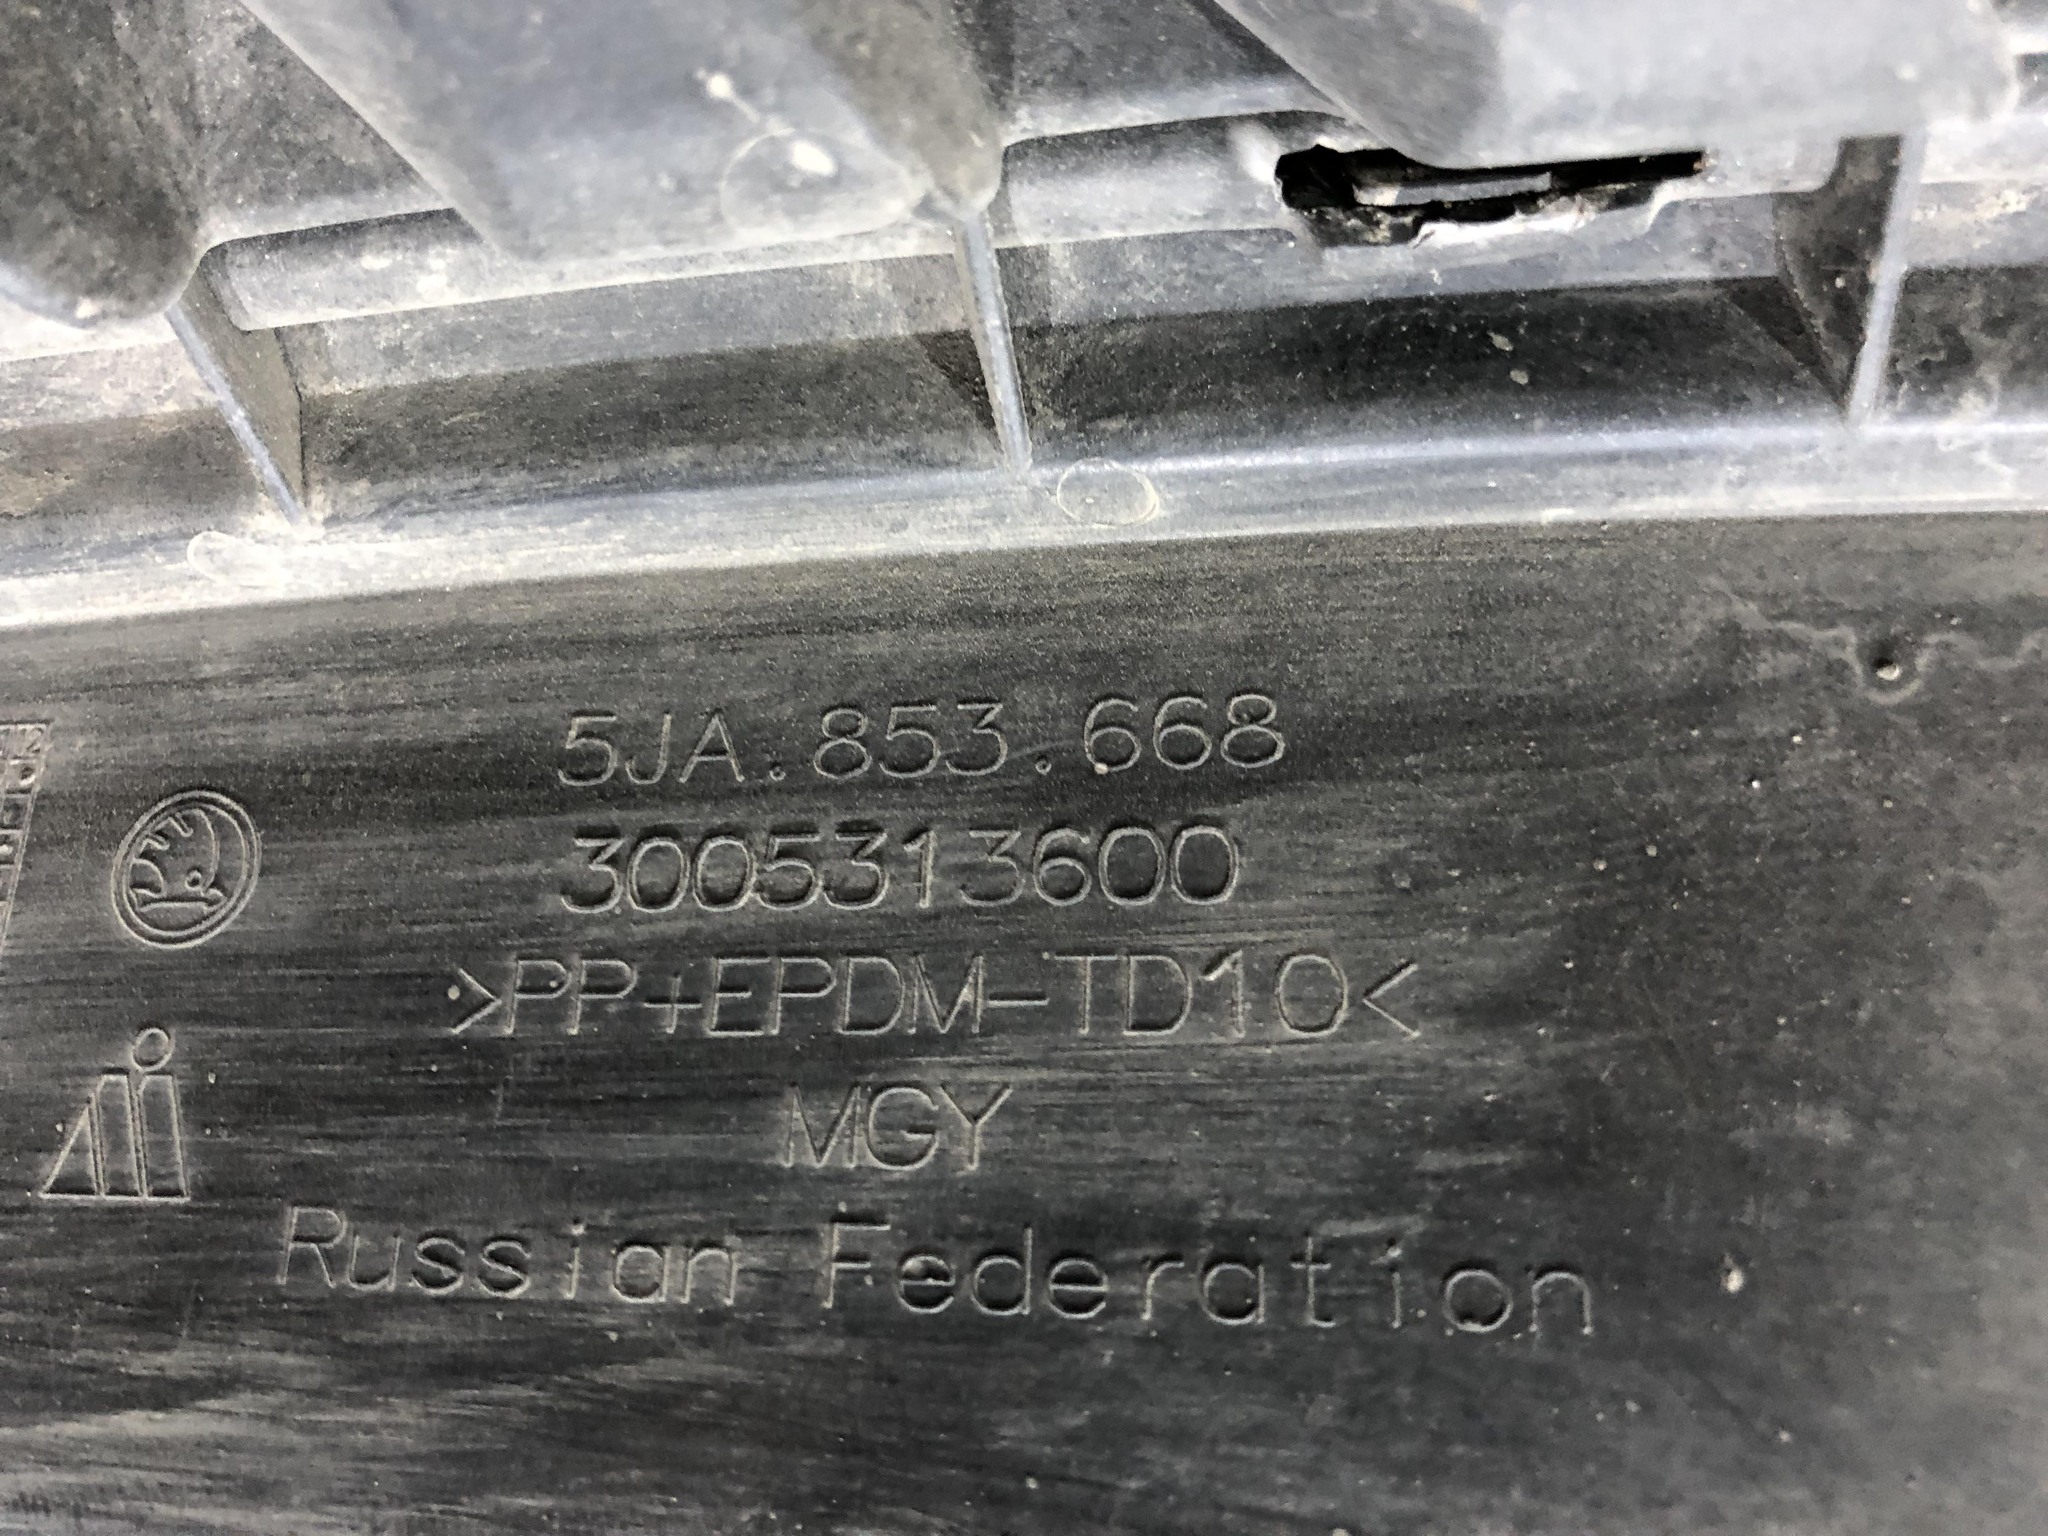 5JA.853.668
3005313600
>PP+EPDM-TD10<
MGY
Russian Federation